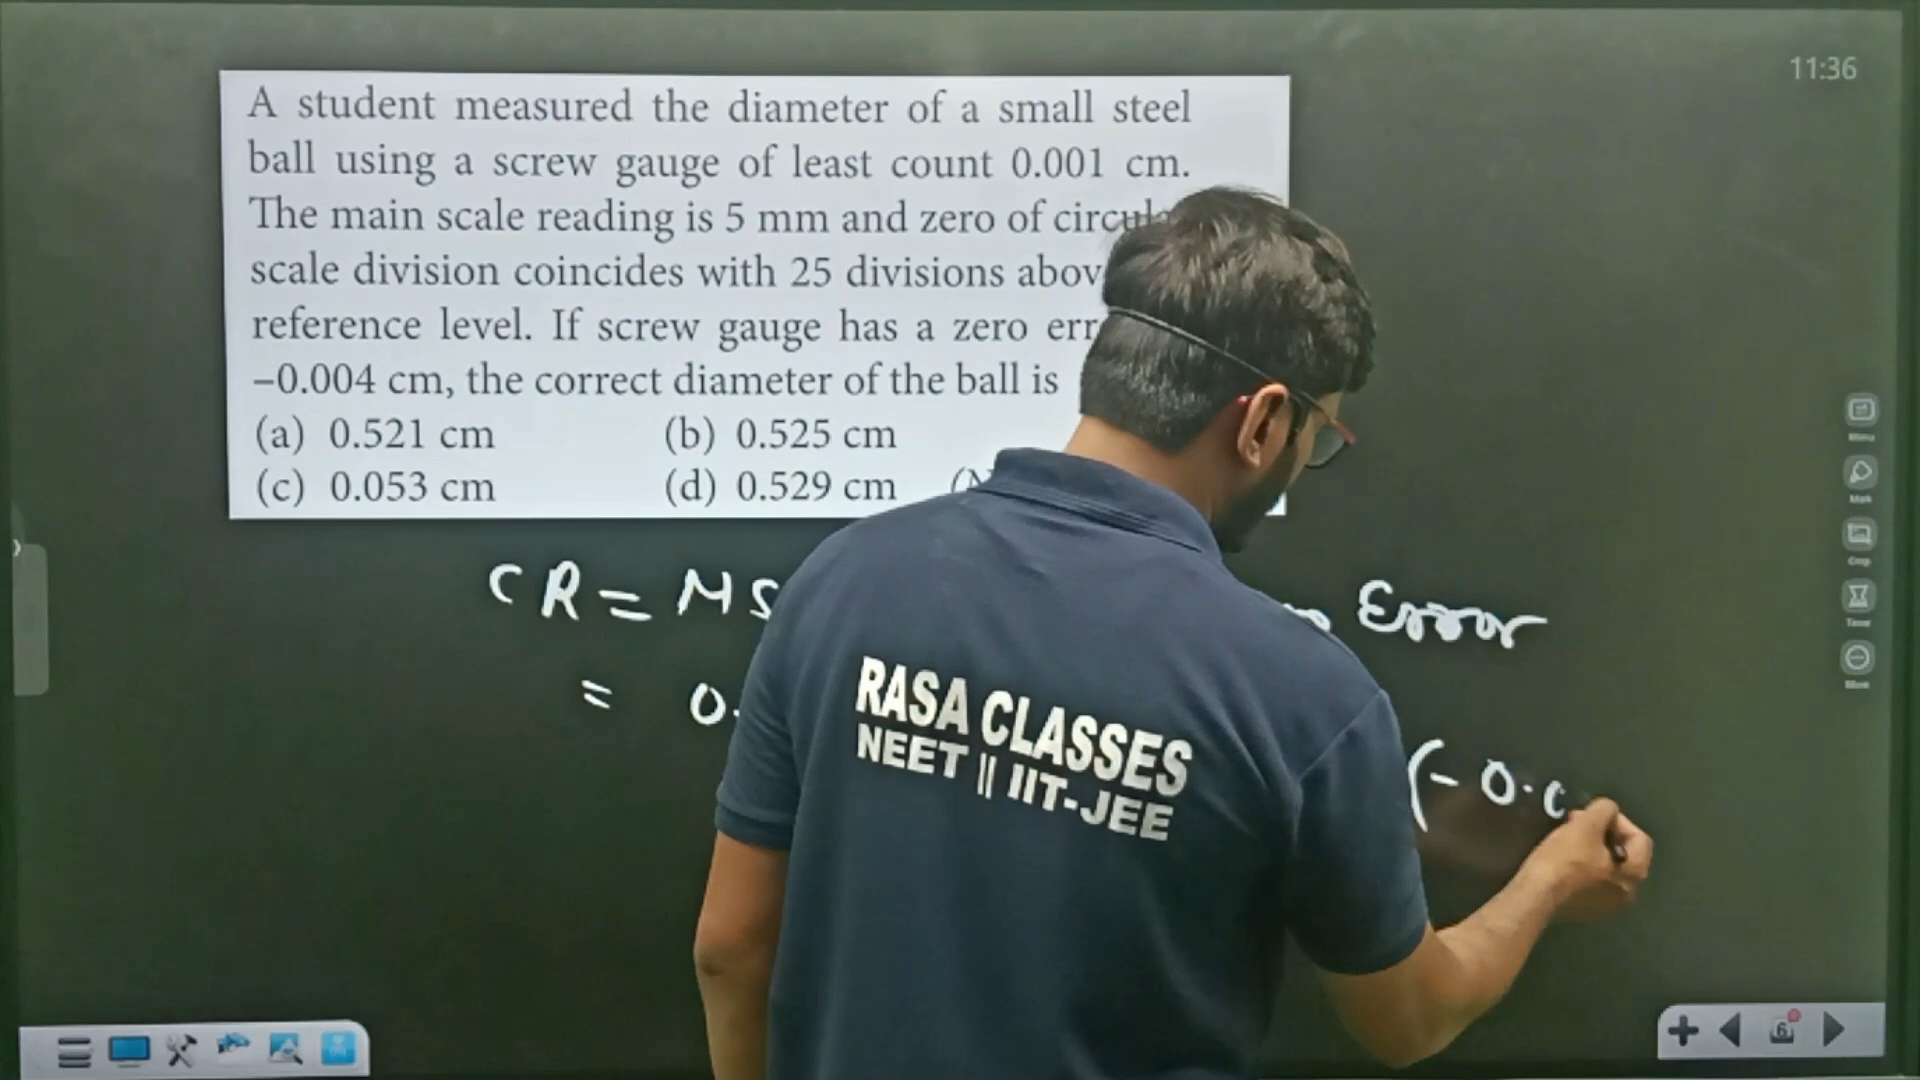 11:36
A student measured the diameter of a small steel
ball using a screw gauge of least count 0.001 cm.
The main scale reading is 5 mm and zero of
scale division coincides with 25 divisions
reference level. If screw gauge has a zero
–0.004 cm, the correct diameter of the ball is
(a) 0.521 cm (b) 0.525 cm
(c) 0.053 cm (d) 0.529 cm
CR = MS Error
= 0.
(- 0.0
RASA CLASSES
NEET || IIT-JEE